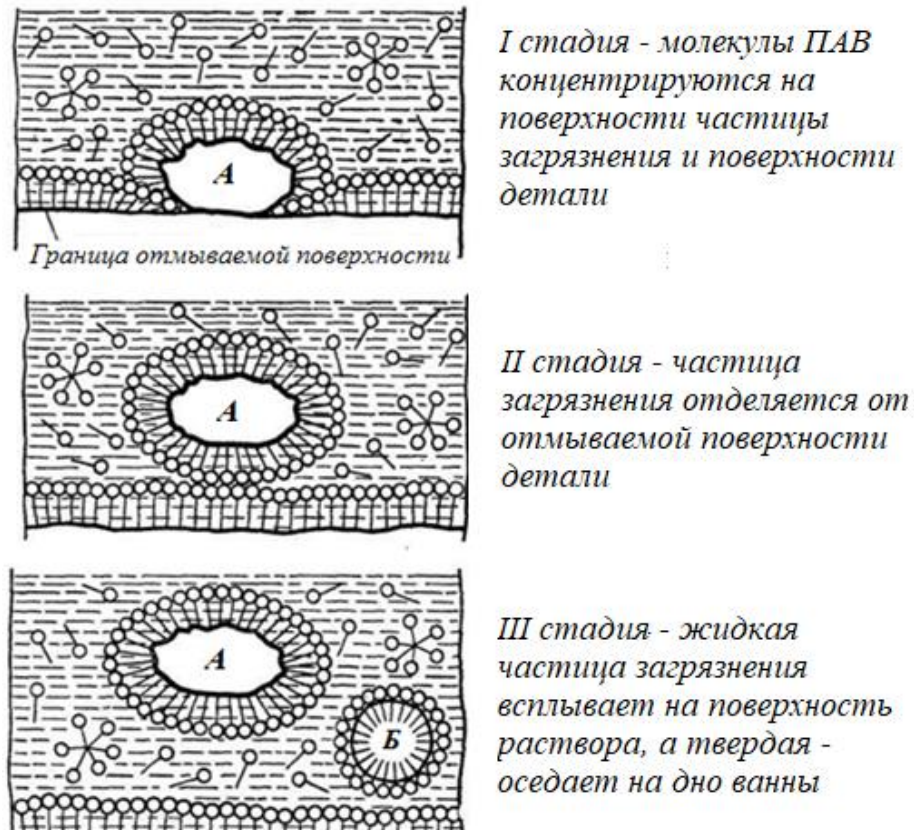 I стадия - молекулы ПАВ
концентрируются на
поверхности частицы
загрязнения и поверхности
детали
А
Граница отмываемой поверхности
II стадия - частица
загрязнения отделяется от
отмываемой поверхности
детали
А
III стадия - жидкая
частица загрязнения
всплывает на поверхность
раствора, а твердая -
оседает на дно ванны
А
Б